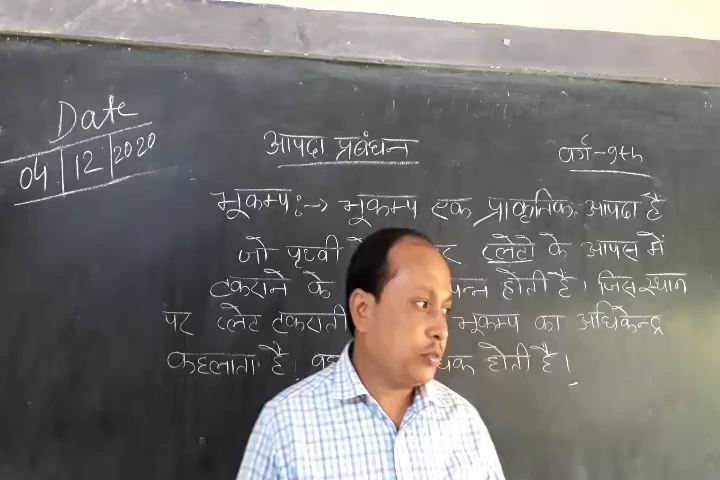 Date
04 | 12 | 2020
आपदा प्रबंधन
वर्ग - 9th
भूकम्पः→ भूकम्प एक प्राकृतिक आपदा है
जो पृथ्वी प्लेटो के आपस में
टकराने के होती है। जिस स्थान
पर प्लेट टकराती भूकम्प का अधिकेन्द्र
कहलाता है। होती है।